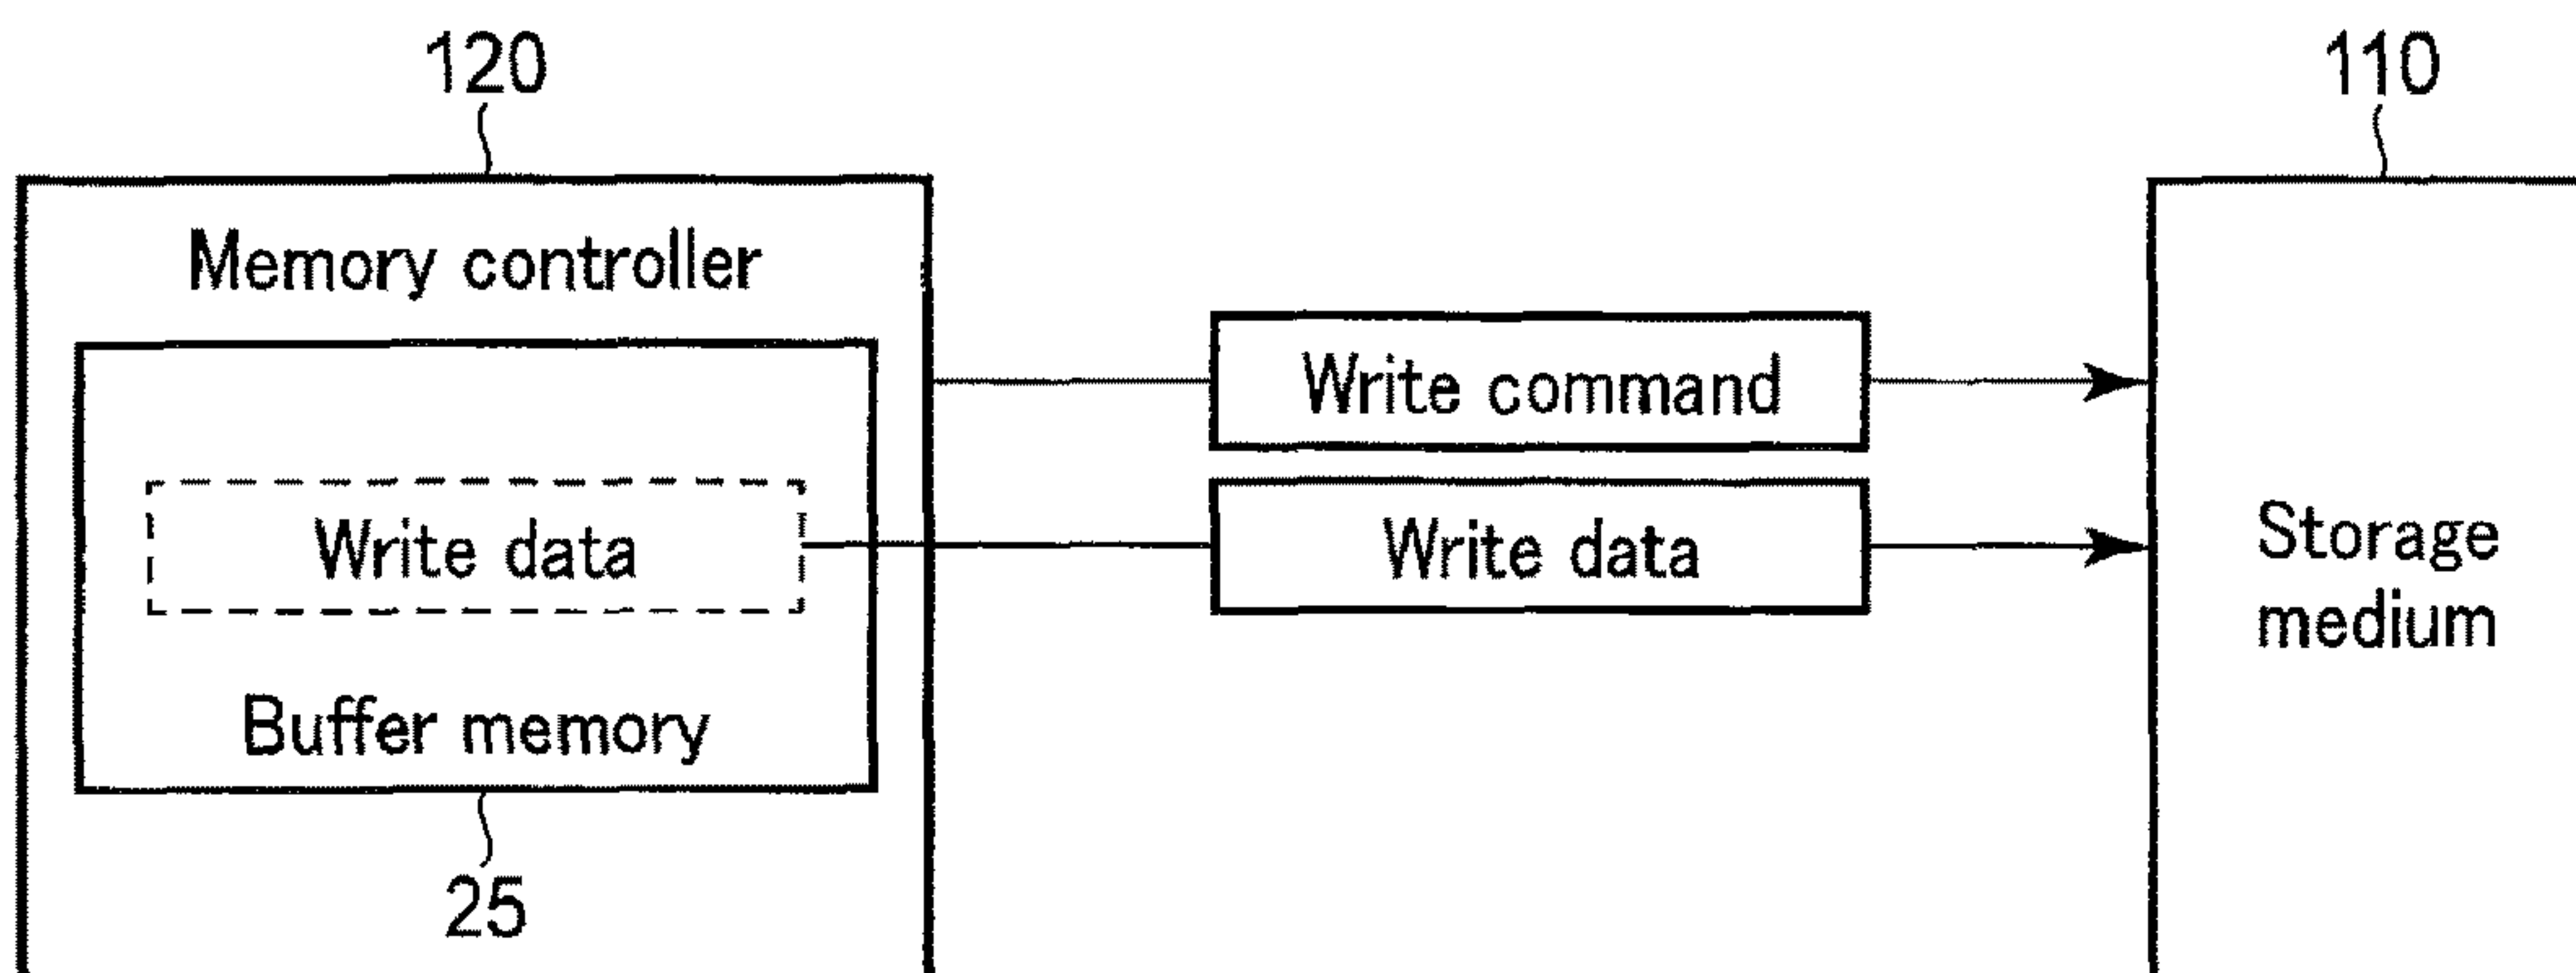 120
110
Memory controller
Write command
Write data
Write data
Storage
medium
Buffer memory
25